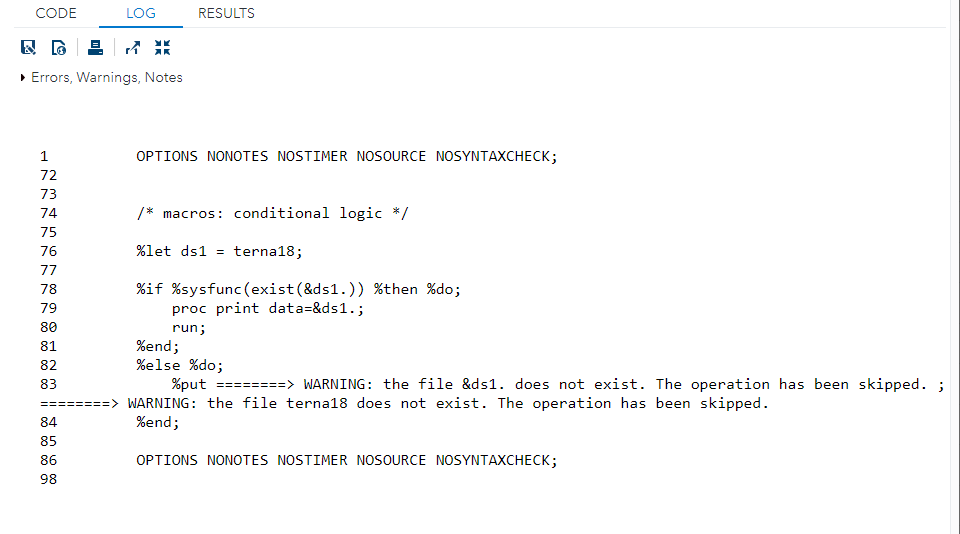 CODE LOG RESULTS
Errors, Warnings, Notes
1 OPTIONS NONOTES NOSTIMER NOSOURCE NOSYNTAXCHECK;
72
73
74 /* macros: conditional logic */
75
76 %let ds1 = terna18;
77
78 %if %sysfunc(exist(&ds1.)) %then %do;
79 proc print data=&ds1.;
80 run;
81 %end;
82 %else %do;
83 %put ========> WARNING: the file &ds1. does not exist. The operation has been skipped. ;
========> WARNING: the file terna18 does not exist. The operation has been skipped.
84 %end;
85
86 OPTIONS NONOTES NOSTIMER NOSOURCE NOSYNTAXCHECK;
98